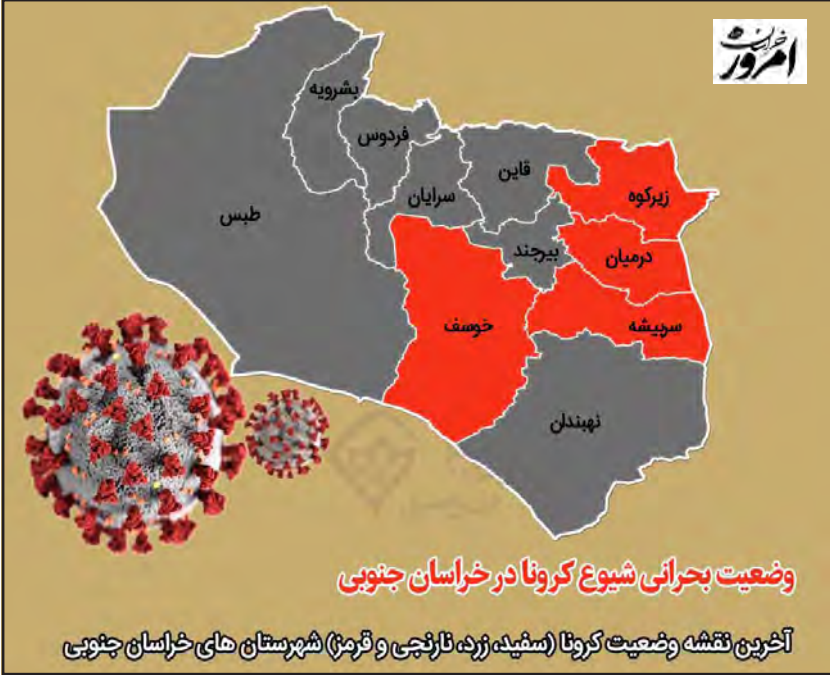 خراسان
امروز
بشرویه
فردوس
قاین
زیرکوه
سرایان
طبس
بیرجند
درمیان
خوسف
سربیشه
نهبندان
وضعیت بحرانی شیوع کرونا در خراسان جنوبی
آخرین نقشه وضعیت کرونا (سفید، زرد، نارنجی و قرمز) شهرستان های خراسان جنوبی